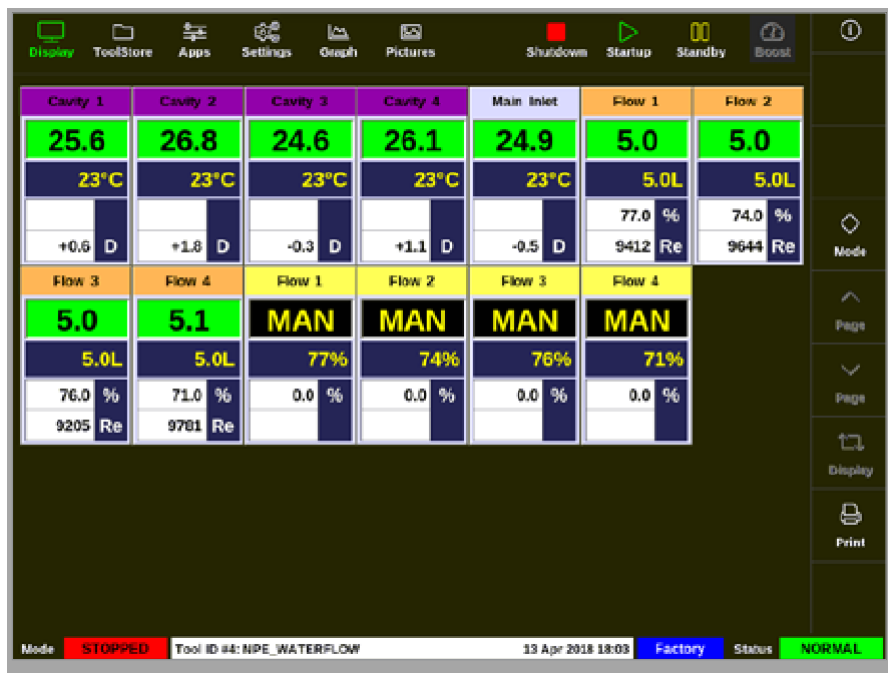 Display ToolStore Apps Settings Graph Pictures Shutdown Startup Standby Boost
Cavity 1 Cavity 2 Cavity 3 Cavity 4 Main Inlet Flow 1 Flow 2
25.6 26.8 24.6 26.1 24.9 5.0 5.0
23°C 23°C 23°C 23°C 23°C 5.0L 5.0L
77.0 % 74.0 %
+0.6 D +1.8 D -0.3 D +1.1 D -0.5 D 9412 Re 9644 Re
Mode
Flow 3 Flow 4 Flow 1 Flow 2 Flow 3 Flow 4
5.0 5.1 MAN MAN MAN MAN
Page
5.0L 5.0L 77% 74% 76% 71%
76.0 % 71.0 % 0.0 % 0.0 % 0.0 % 0.0 %
Page
9205 Re 9781 Re
Display
Print
Mode STOPPED Tool ID #4: NPE_WATERFLOW 13 Apr 2018 18:03 Factory Status NORMAL